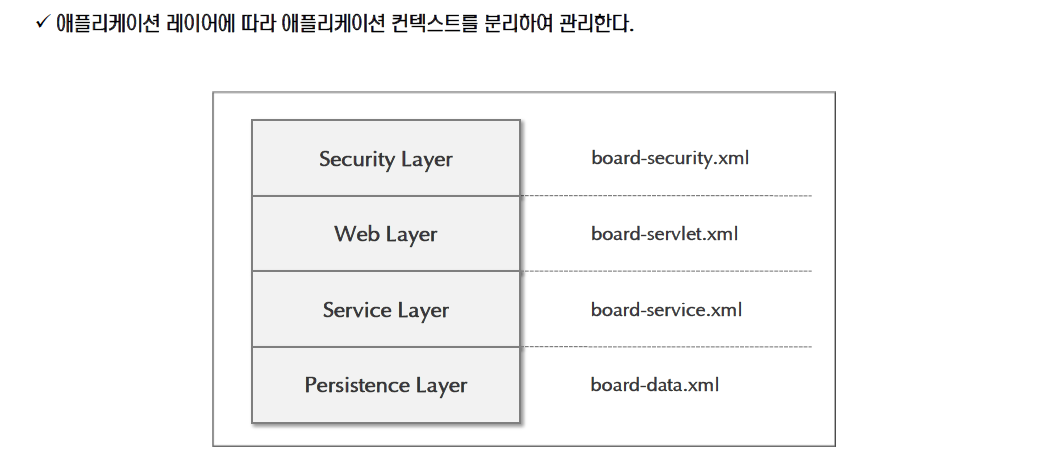 ✓ 애플리케이션 레이어에 따라 애플리케이션 컨텍스트를 분리하여 관리한다.
Security Layer board-security.xml
Web Layer board-servlet.xml
Service Layer board-service.xml
Persistence Layer board-data.xml